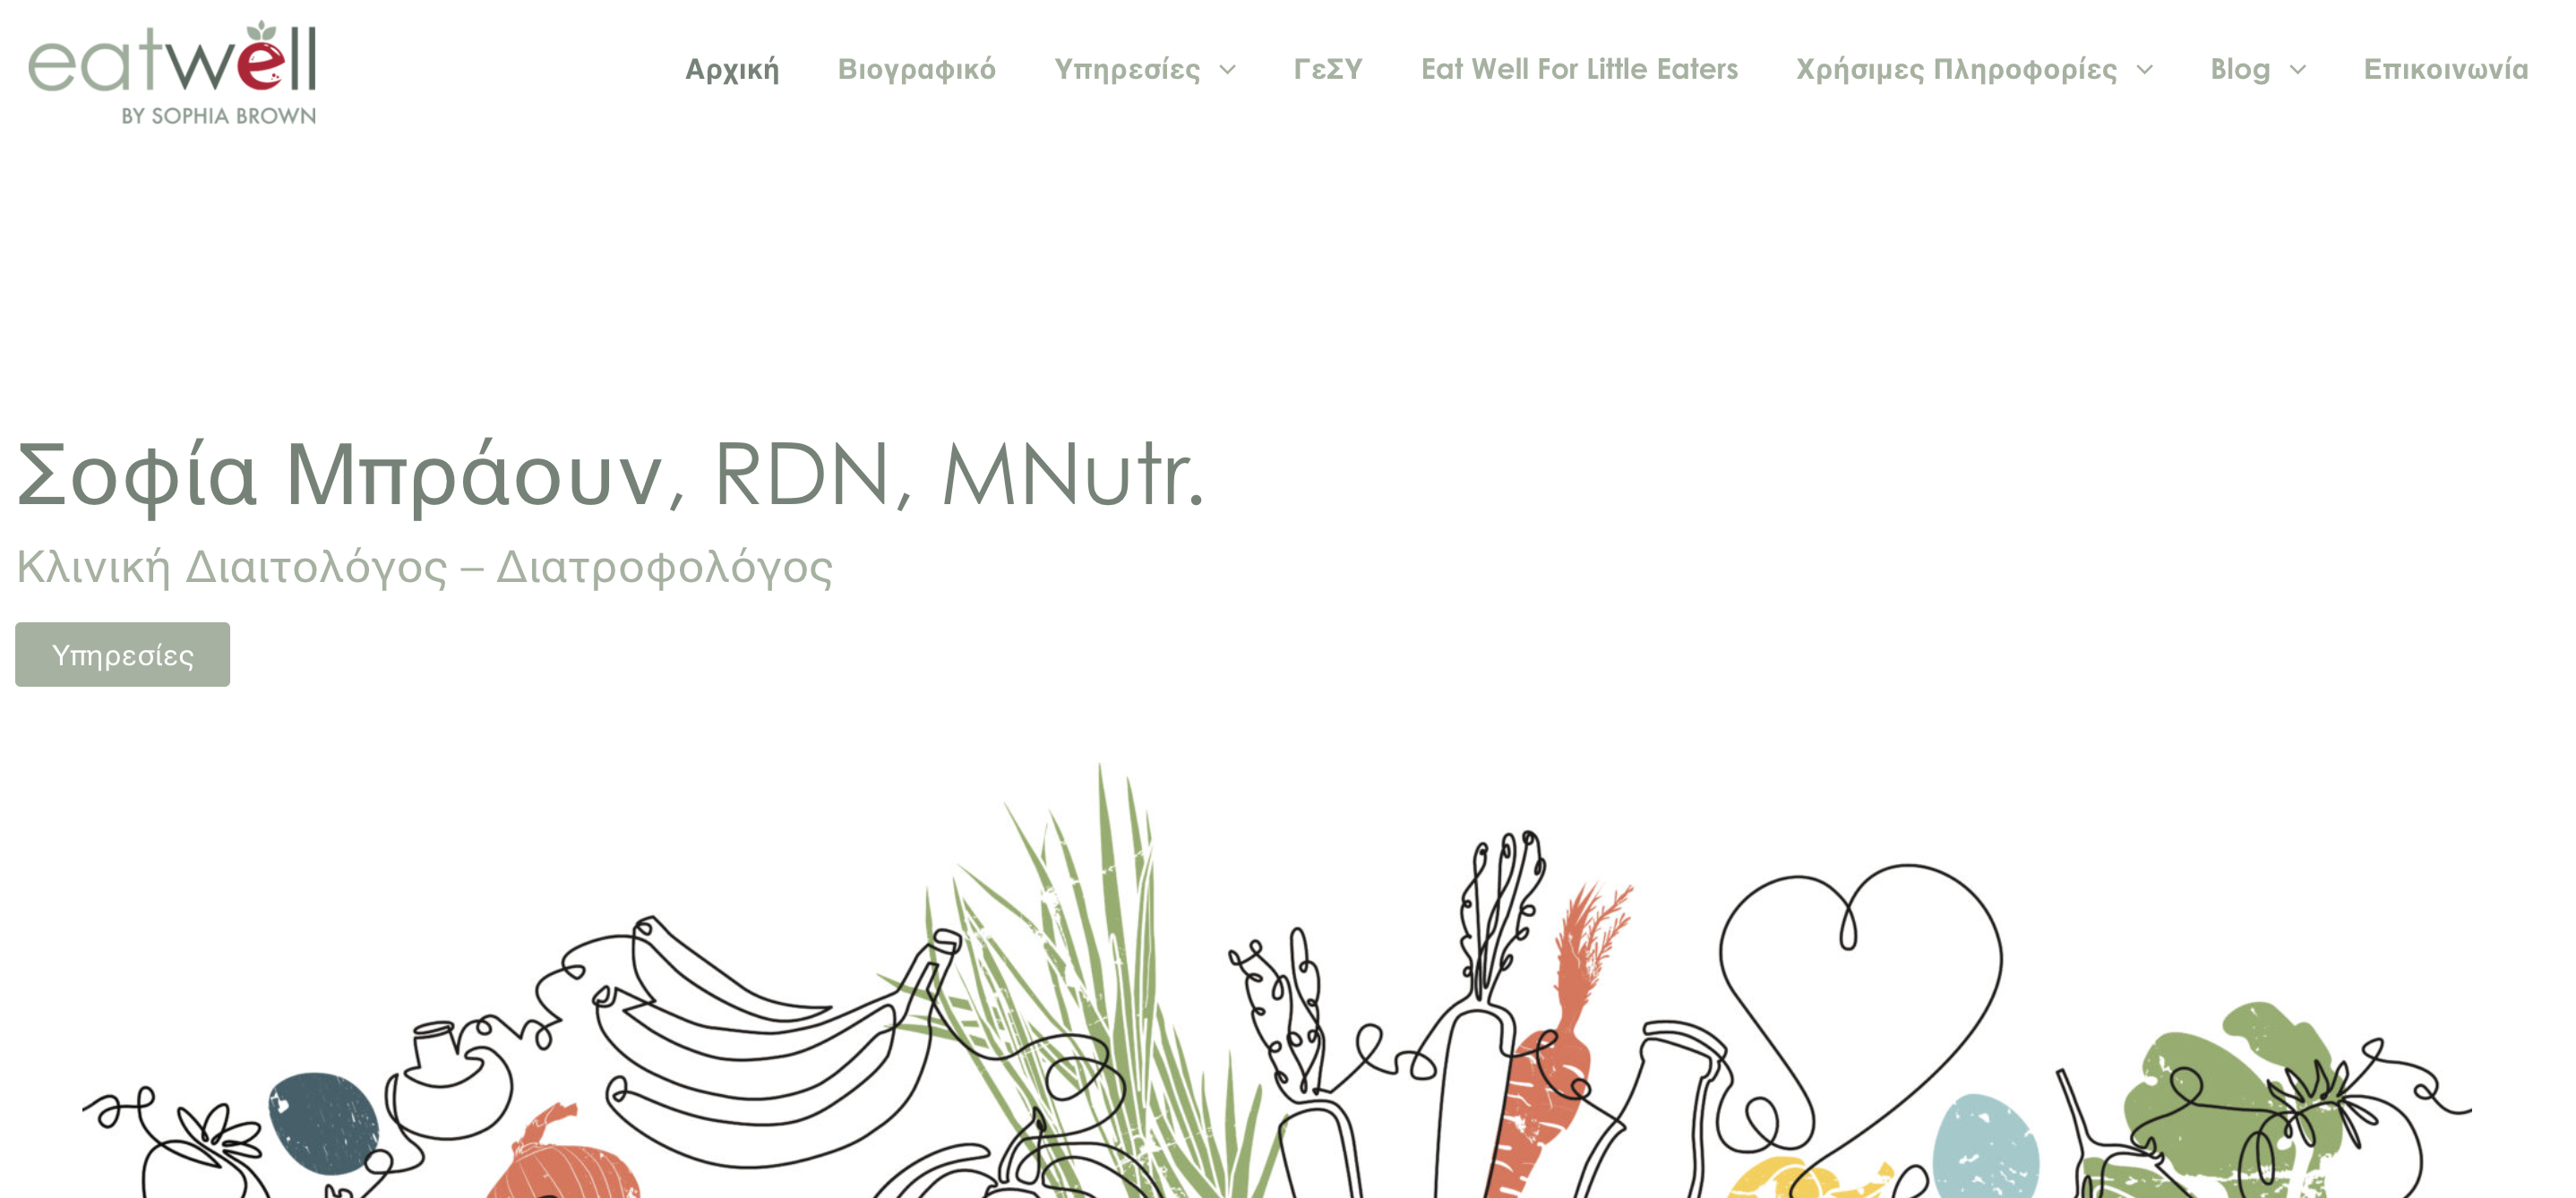 eatwell
BY SOPHIA BROWN
Αρχική Βιογραφικό Υπηρεσίες ΓεΣΥ Eat Well For Little Eaters Χρήσιμες Πληροφορίες Blog Επικοινωνία
Σοφία Μπράουν, RDN, MNutr.
Κλινική Διαιτολόγος – Διατροφολόγος
Υπηρεσίες